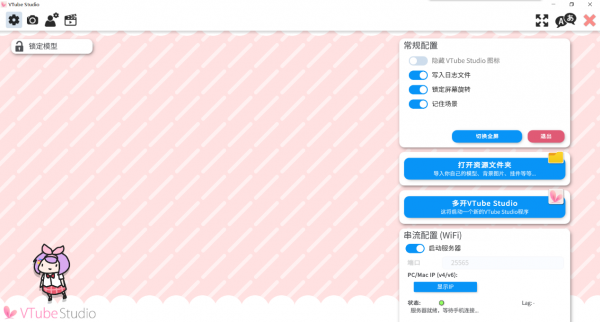 VTube Studio
锁定模型
常规配置
隐藏 VTube Studio 图标
写入日志文件
锁定屏幕旋转
记住场景
切换全屏
退出
打开资源文件夹
导入你自己的模型，背景图片，挂件等等...
多开VTube Studio
这将启动一个新的VTube Studio程序
串流配置 (WiFi)
启动服务器
端口
25565
PC/Mac IP (v4/v6):
显示IP
状态:
Lag: -
服务器就绪，等待手机连接...
VTubeStudio